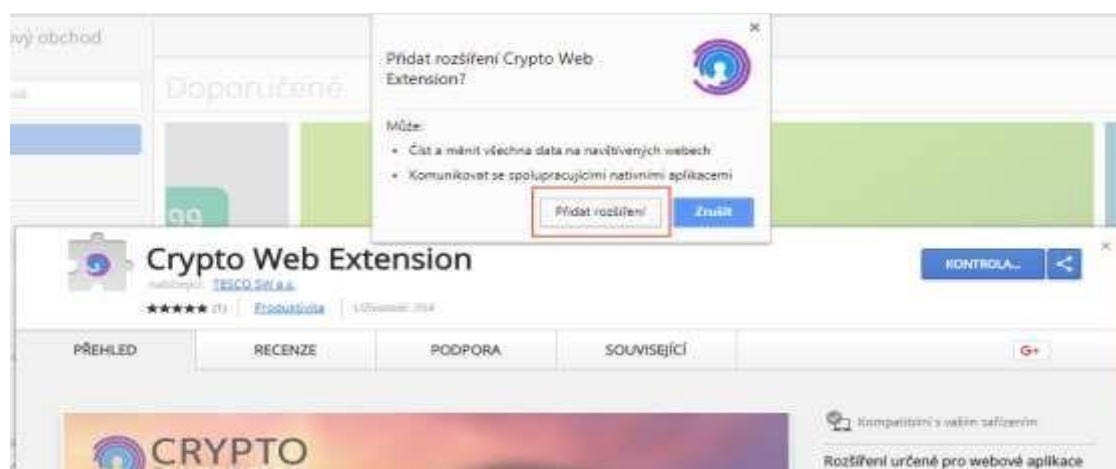 vý obchod
Doporučené
Přidat rozšíření Crypto Web
Extension?
Může:
• Číst a měnit všechna data na navštívených webech
• Komunikovat se spolupracujícími nativními aplikacemi
Přidat rozšíření
Zrušit
99
Crypto Web Extension
KONTROLA...
TESCO SW a.s.
(1)
Produktivita
PŘEHLED
RECENZE
PODPORA
SOUVISEJÍCÍ
G+
CRYPTO
Kompatibilní s vaším zařízením
Rozšíření určené pro webové aplikace